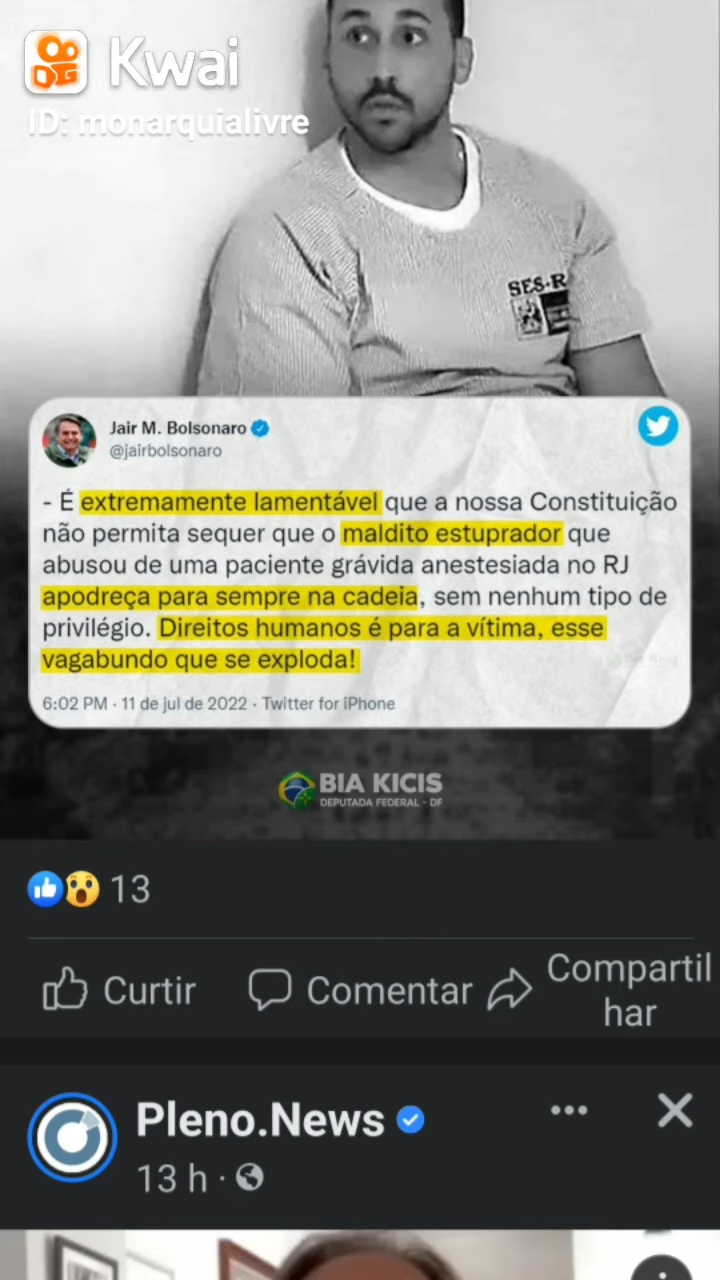 Kwai
ID: monarquialivre
SES-R
Jair M. Bolsonaro
@jairbolsonaro
- É extremamente lamentável que a nossa Constituição
não permita sequer que o maldito estuprador que
abusou de uma paciente grávida anestesiada no RJ
apodreça para sempre na cadeia, sem nenhum tipo de
privilégio. Direitos humanos é para a vítima, esse
vagabundo que se exploda!
6:02 PM · 11 de jul de 2022 · Twitter for iPhone
BIA KICIS
DEPUTADA FEDERAL - DF
13
Curtir
Comentar
Compartil
har
Pleno.News
13 h ·